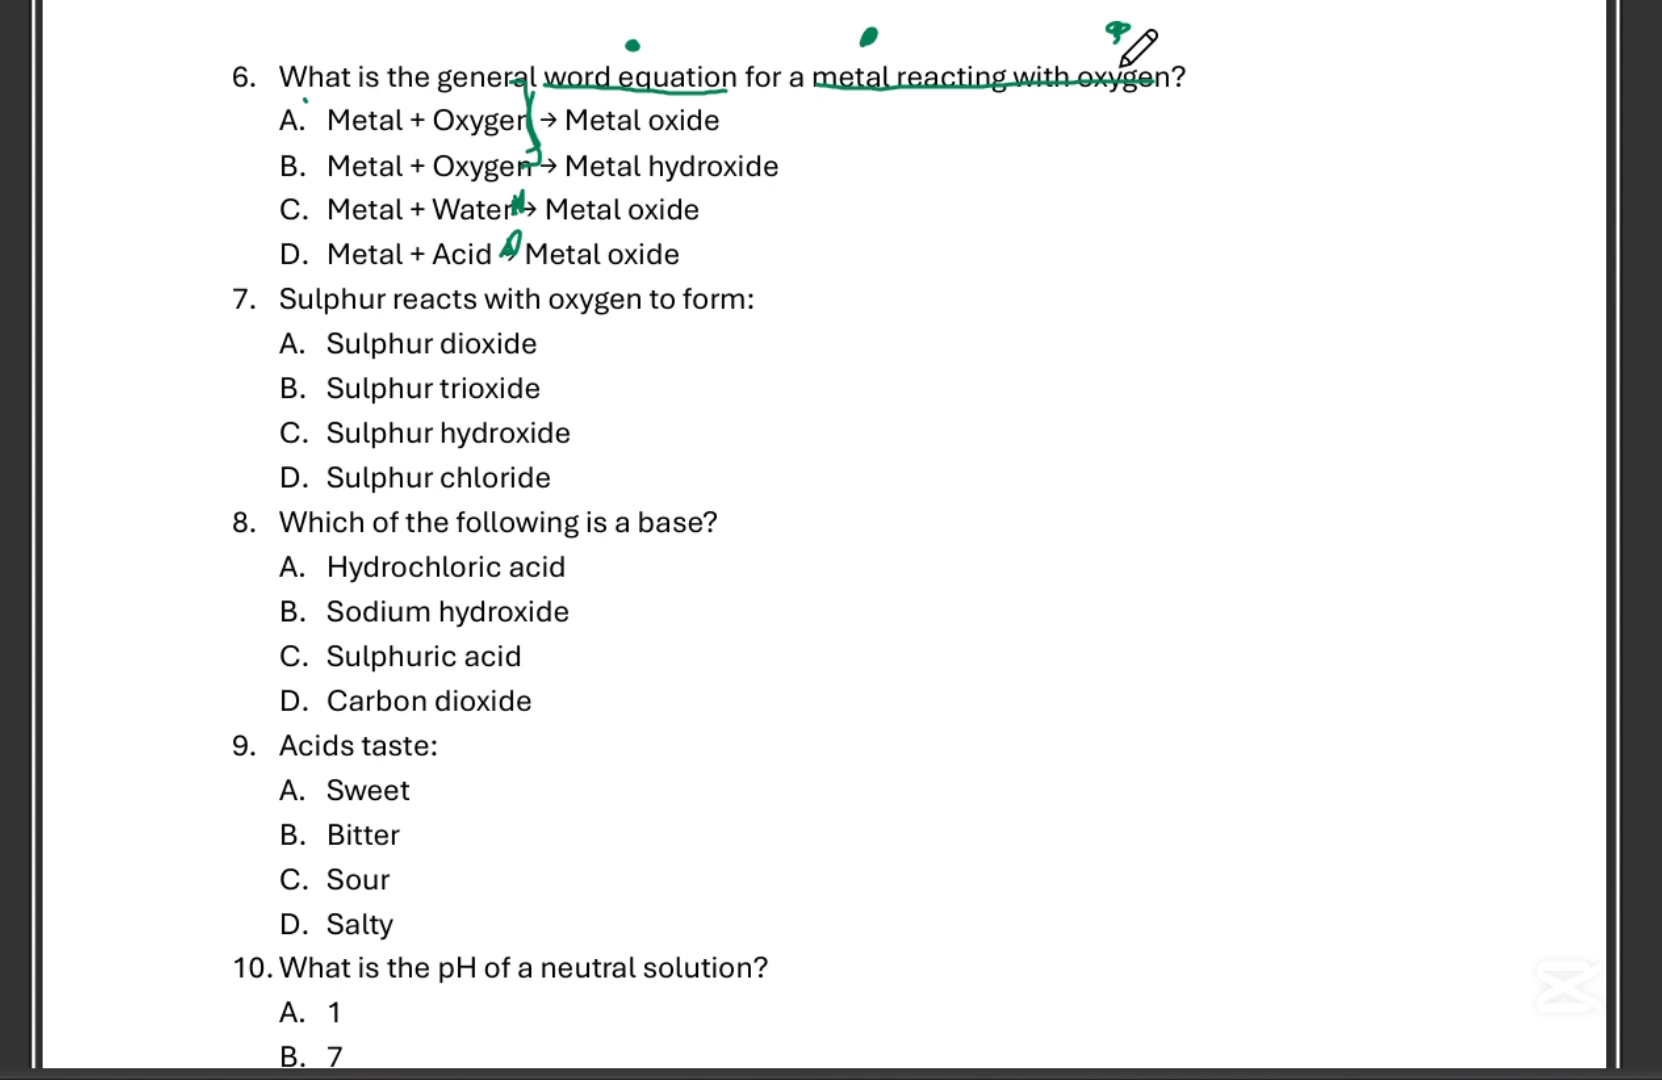 6. What is the general word equation for a metal reacting with oxygen?
A. Metal + Oxygen → Metal oxide
B. Metal + Oxygen → Metal hydroxide
C. Metal + Water → Metal oxide
D. Metal + Acid → Metal oxide
7. Sulphur reacts with oxygen to form:
A. Sulphur dioxide
B. Sulphur trioxide
C. Sulphur hydroxide
D. Sulphur chloride
8. Which of the following is a base?
A. Hydrochloric acid
B. Sodium hydroxide
C. Sulphuric acid
D. Carbon dioxide
9. Acids taste:
A. Sweet
B. Bitter
C. Sour
D. Salty
10. What is the pH of a neutral solution?
A. 1
B. 7